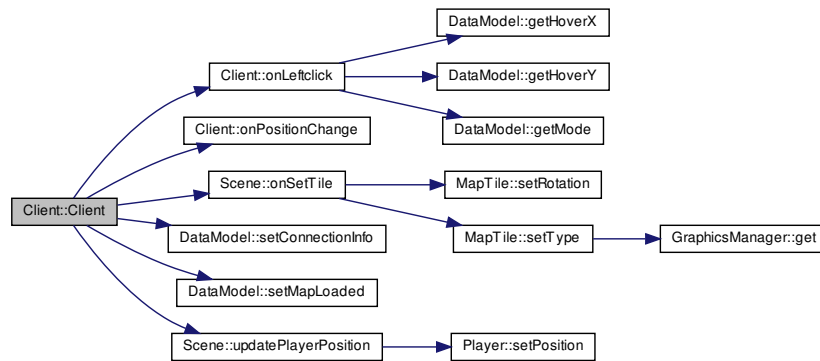 DataModel::getHoverX
Client::onLeftclick
DataModel::getHoverY
DataModel::getMode
Client::onPositionChange
Client::Client
Scene::onSetTile
MapTile::setRotation
DataModel::setConnectionInfo
MapTile::setType
GraphicsManager::get
DataModel::setMapLoaded
Scene::updatePlayerPosition
Player::setPosition